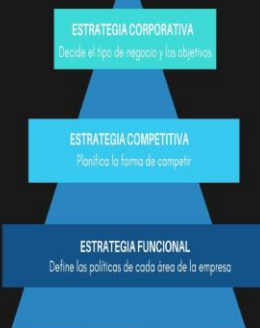 ESTRATEGIA CORPORATIVA
Decide el tipo de negocio y los objetivos
ESTRATEGIA COMPETITIVA
Planifica la forma de competir
ESTRATEGIA FUNCIONAL
Define las políticas de cada área de la empresa